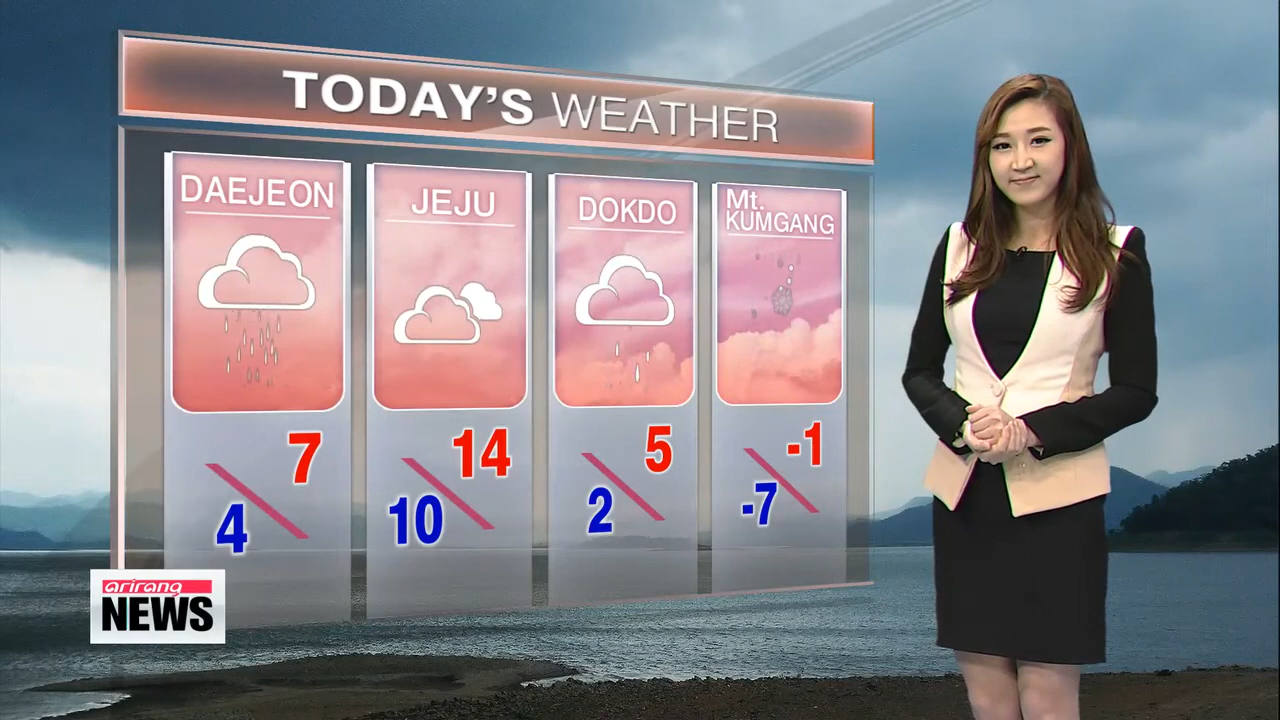 TODAY'S WEATHER
DAEJEON
7
4
JEJU
14
10
DOKDO
5
2
Mt.
KUMGANG
-1
-7
arirang
NEWS